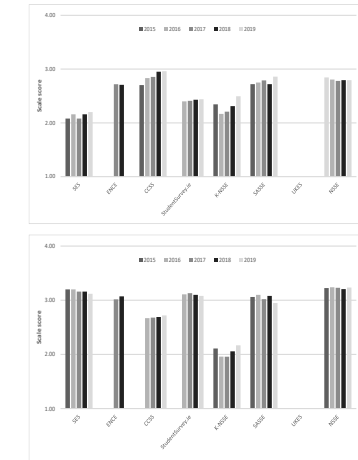 4.00
2015 2016 2017 2018 2019
3.00
Scale score
2.00
1.00
SES ENCE CCSS StudentSurvey.ie K-NSSE SASSE UKES NSSE
4.00
2015 2016 2017 2018 2019
3.00
Scale score
2.00
1.00
SES ENCE CCSS StudentSurvey.ie K-NSSE SASSE UKES NSSE